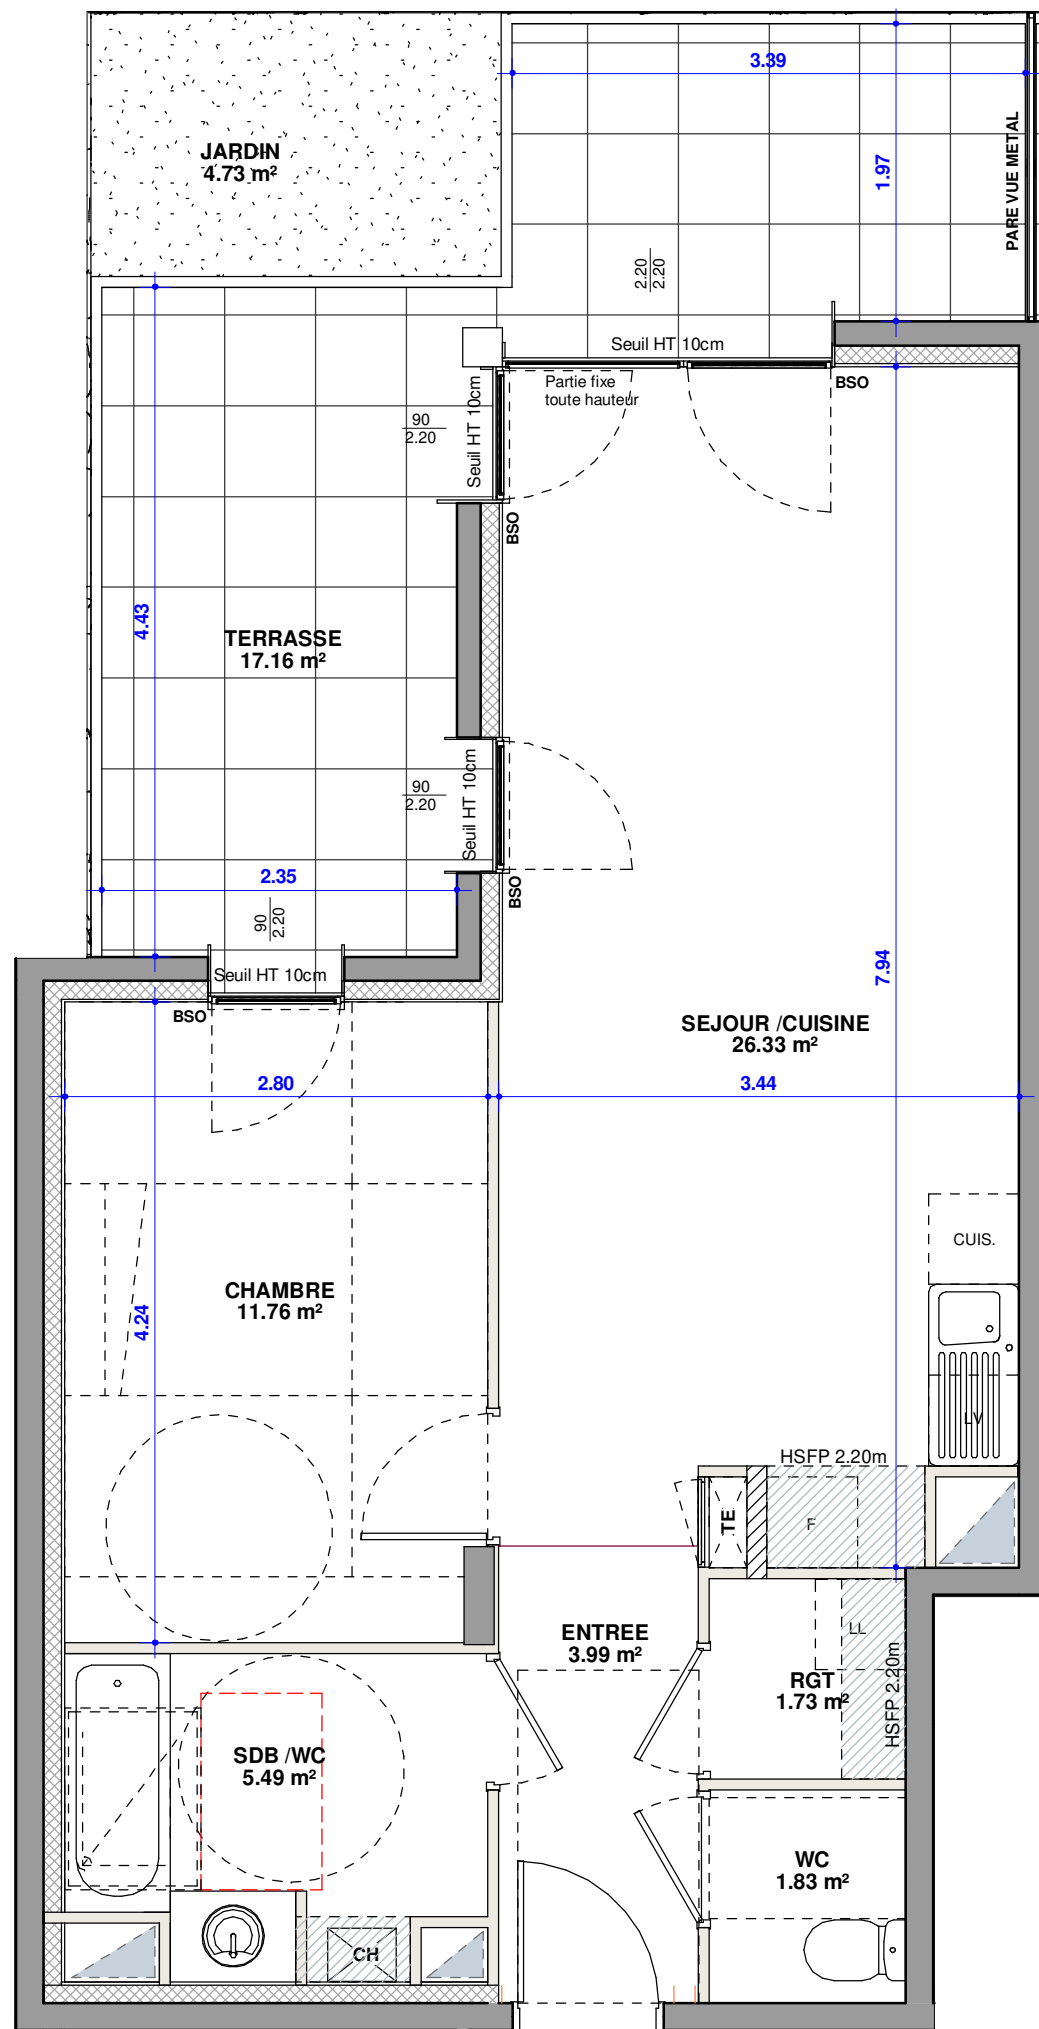 3.39
JARDIN
4.73 m²
1.97
PARE VUE METAL
2.20
2.20
Seuil HT 10cm
Partie fixe
toute hauteur
BSO
90
2.20
Seuil HT 10cm
BSO
4.43
TERRASSE
17.16 m²
90
2.20
Seuil HT 10cm
BSO
2.35
90
2.20
Seuil HT 10cm
BSO
7.94
SEJOUR /CUISINE
26.33 m²
2.80
3.44
CUIS.
CHAMBRE
11.76 m²
4.24
LV
HSFP 2.20m
TE
F
ENTREE
3.99 m²
LL
RGT
1.73 m²
HSFP 2.20m
SDB /WC
5.49 m²
WC
1.83 m²
CH